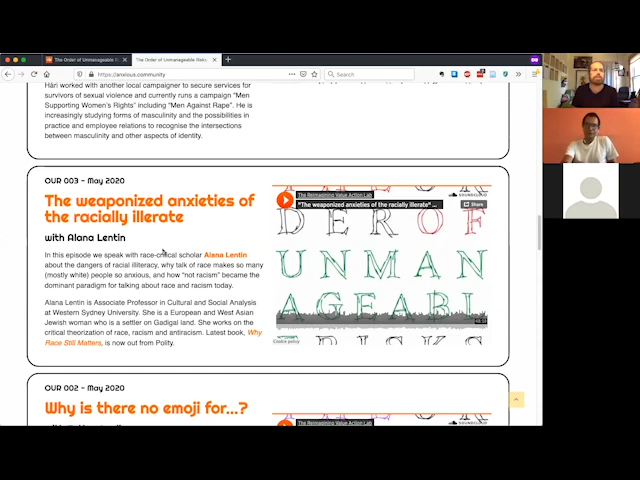 The Order of Unmanageable R
The Order of Unmanageable Risks
https://anxious.community
Search
Hari worked with another local campaigner to secure services for
survivors of sexual violence and currently runs a campaign "Men
Supporting Women's Rights" including "Men Against Rape". He is
increasingly studying forms of masculinity and the possibilities in
practice and employee relations to recognise the intersections
between masculinity and other aspects of identity.
OUR 003 - May 2020
The weaponized anxieties of
the racially illerate
with Alana Lentin
In this episode we speak with race-critical scholar Alana Lentin
about the dangers of racial illiteracy, why talk of race makes so many
(mostly white) people so anxious, and how "not racism" became the
dominant paradigm for talking about race and racism today.
Alana Lentin is Associate Professor in Cultural and Social Analysis
at Western Sydney University. She is a European and West Asian
Jewish woman who is a settler on Gadigal land. She works on the
critical theorization of race, racism and antiracism. Latest book, Why
Race Still Matters, is now out from Polity.
The Reimagining Value Action Lab
"The weaponized anxieties of the racially illerate" ...
SOUNDCLOUD
Share
DER OF
UNMAN
AGEABL
Cookie policy
OUR 002 - May 2020
Why is there no emoji for...?
The Reimagining Value Action Lab
SOUNDCLOUD